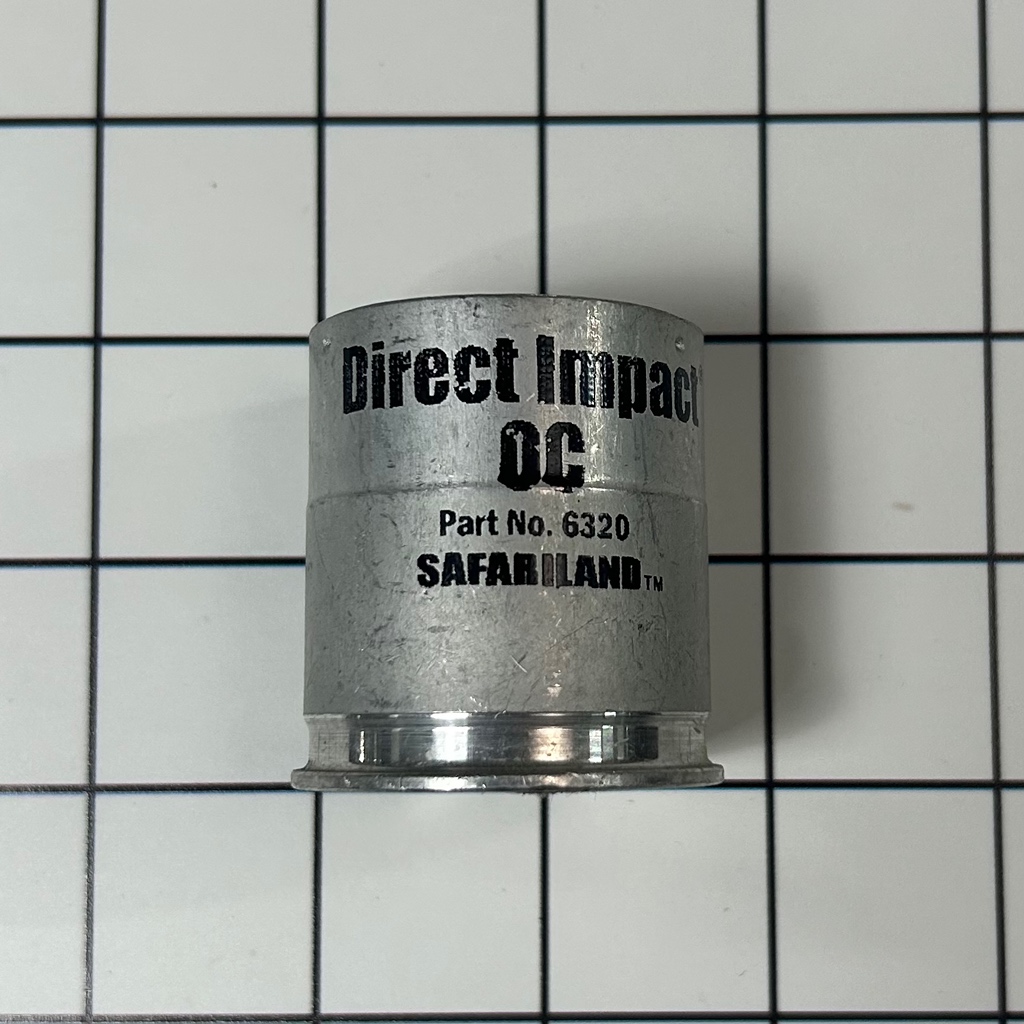 Direct Impact
OC
Part No. 6320
SAFARILAND™